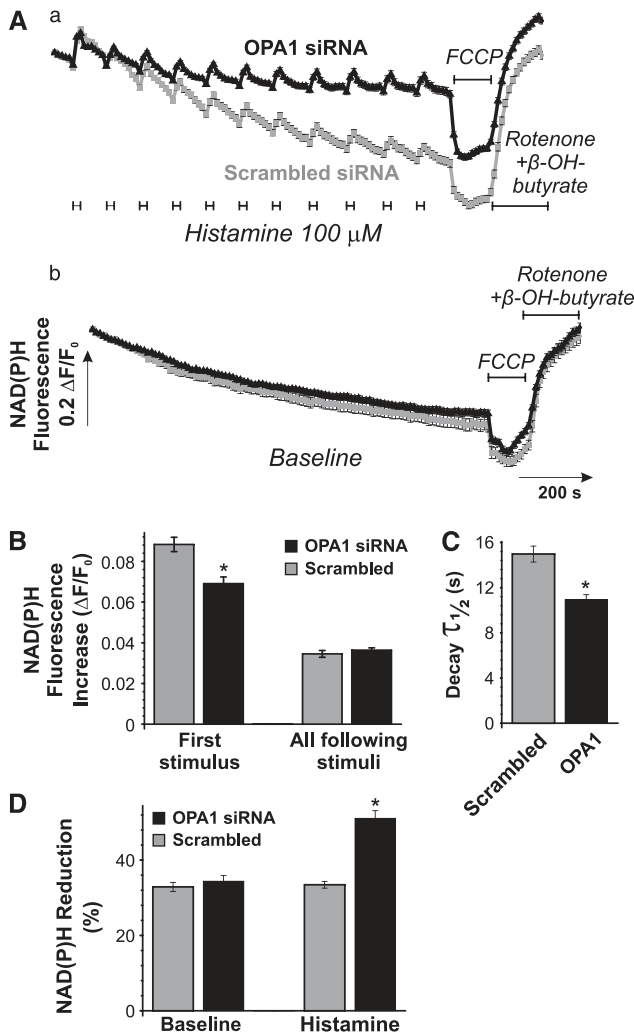 A
a
OPA1 siRNA
FCCP
Scrambled siRNA
Rotenone
+β-OH-
butyrate
Histamine 100 μM
b
Rotenone
+β-OH-butyrate
NAD(P)H
Fluorescence
0.2 ΔF/F0
FCCP
Baseline
200 s
B
NAD(P)H
Fluorescence
Increase (ΔF/F0)
0.08
0.06
0.04
0.02
0
*
OPA1 siRNA
Scrambled
First
stimulus
All following
stimuli
C
Decay τ1/2 (s)
16
12
8
4
0
*
Scrambled
OPA1
D
NAD(P)H Reduction
(%)
40
20
0
OPA1 siRNA
Scrambled
*
Baseline
Histamine